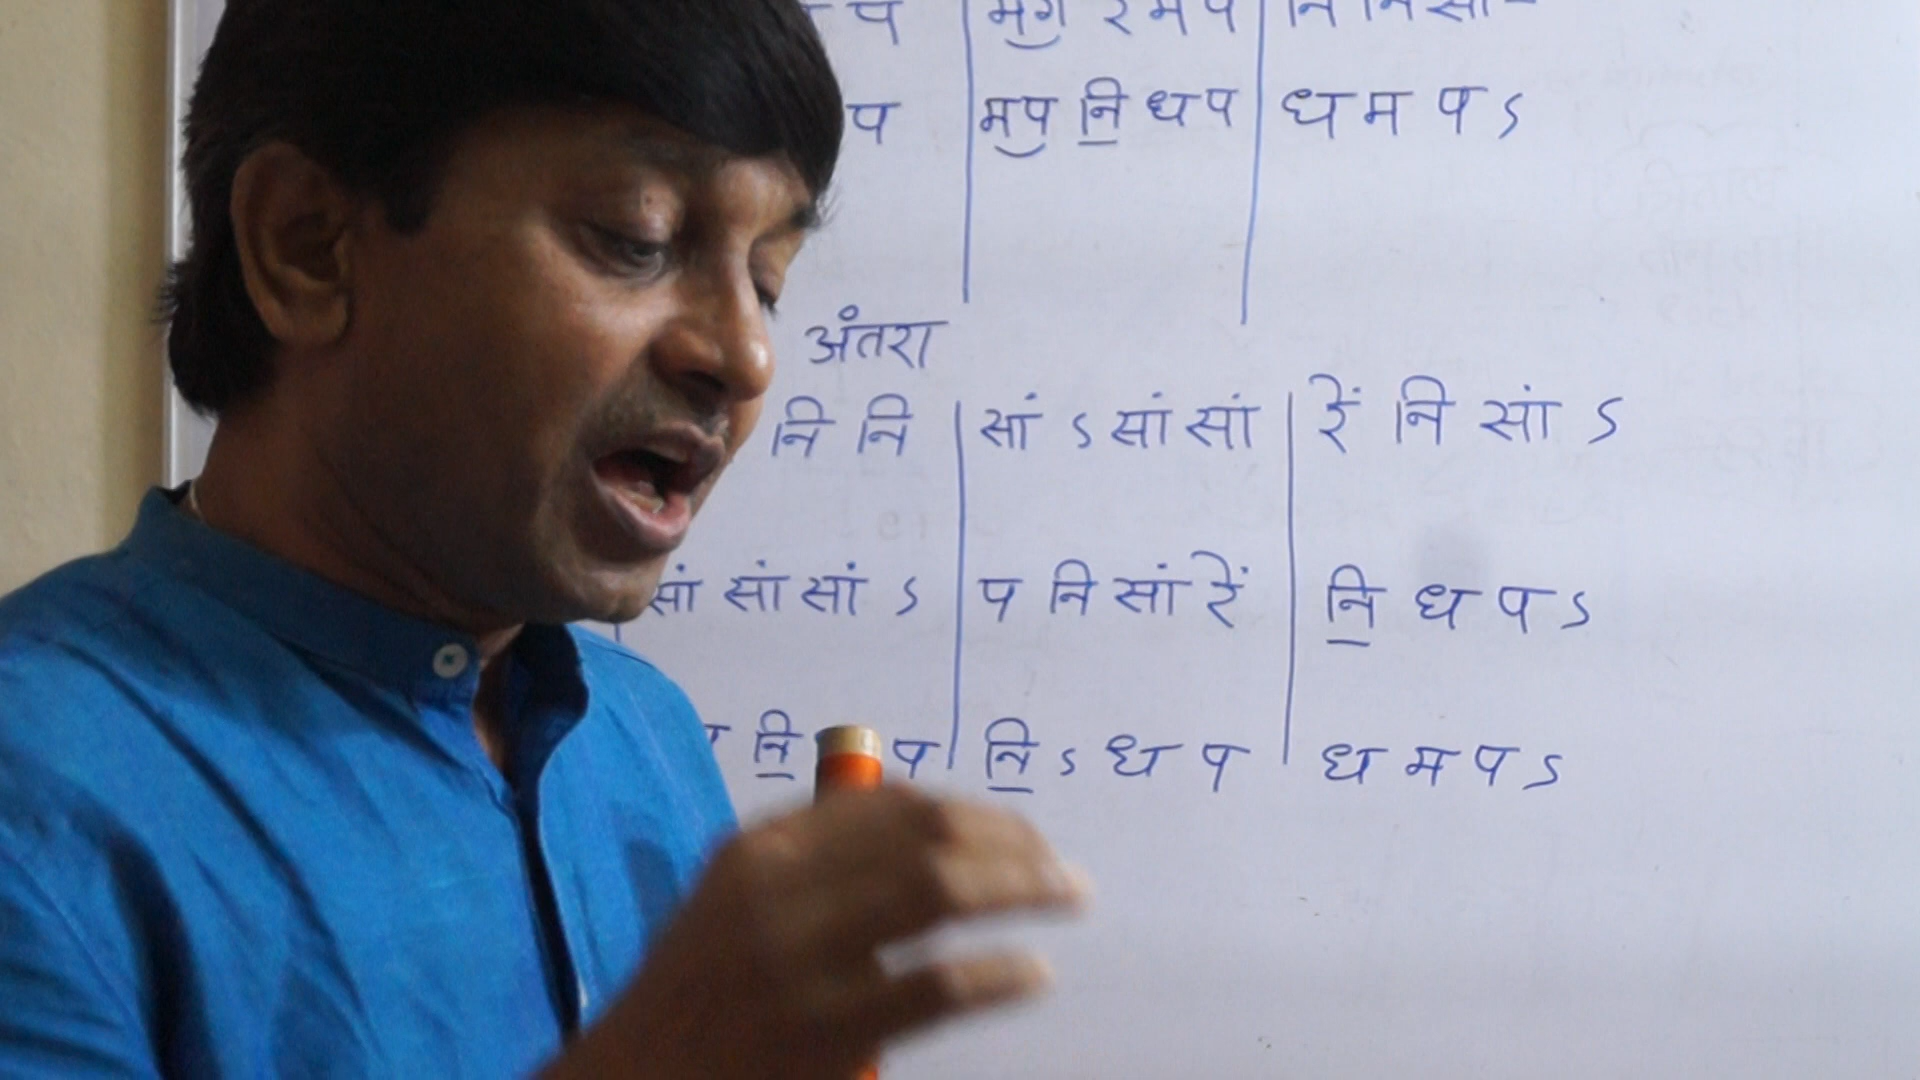 प | मग रे म प | नि नि सां -
प | मप नि॒ ध प | ध म प ऽ
अंतरा
नि नि | सां ऽ सां सां | रें नि सां ऽ
सां सां सां ऽ | प नि सां रें | नि॒ ध प ऽ
नि॒ प | नि॒ ऽ ध प | ध म प ऽ